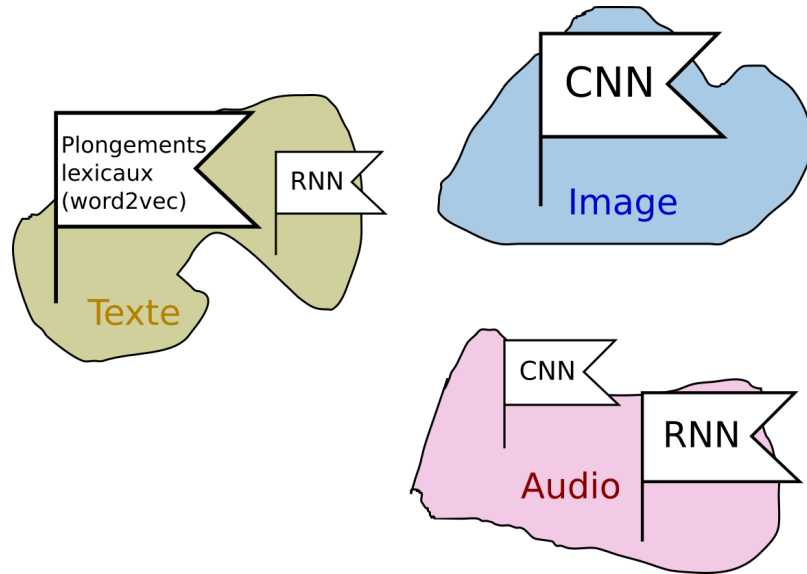 Plongements
lexicaux
(word2vec)
RNN
Texte
CNN
Image
CNN
RNN
Audio